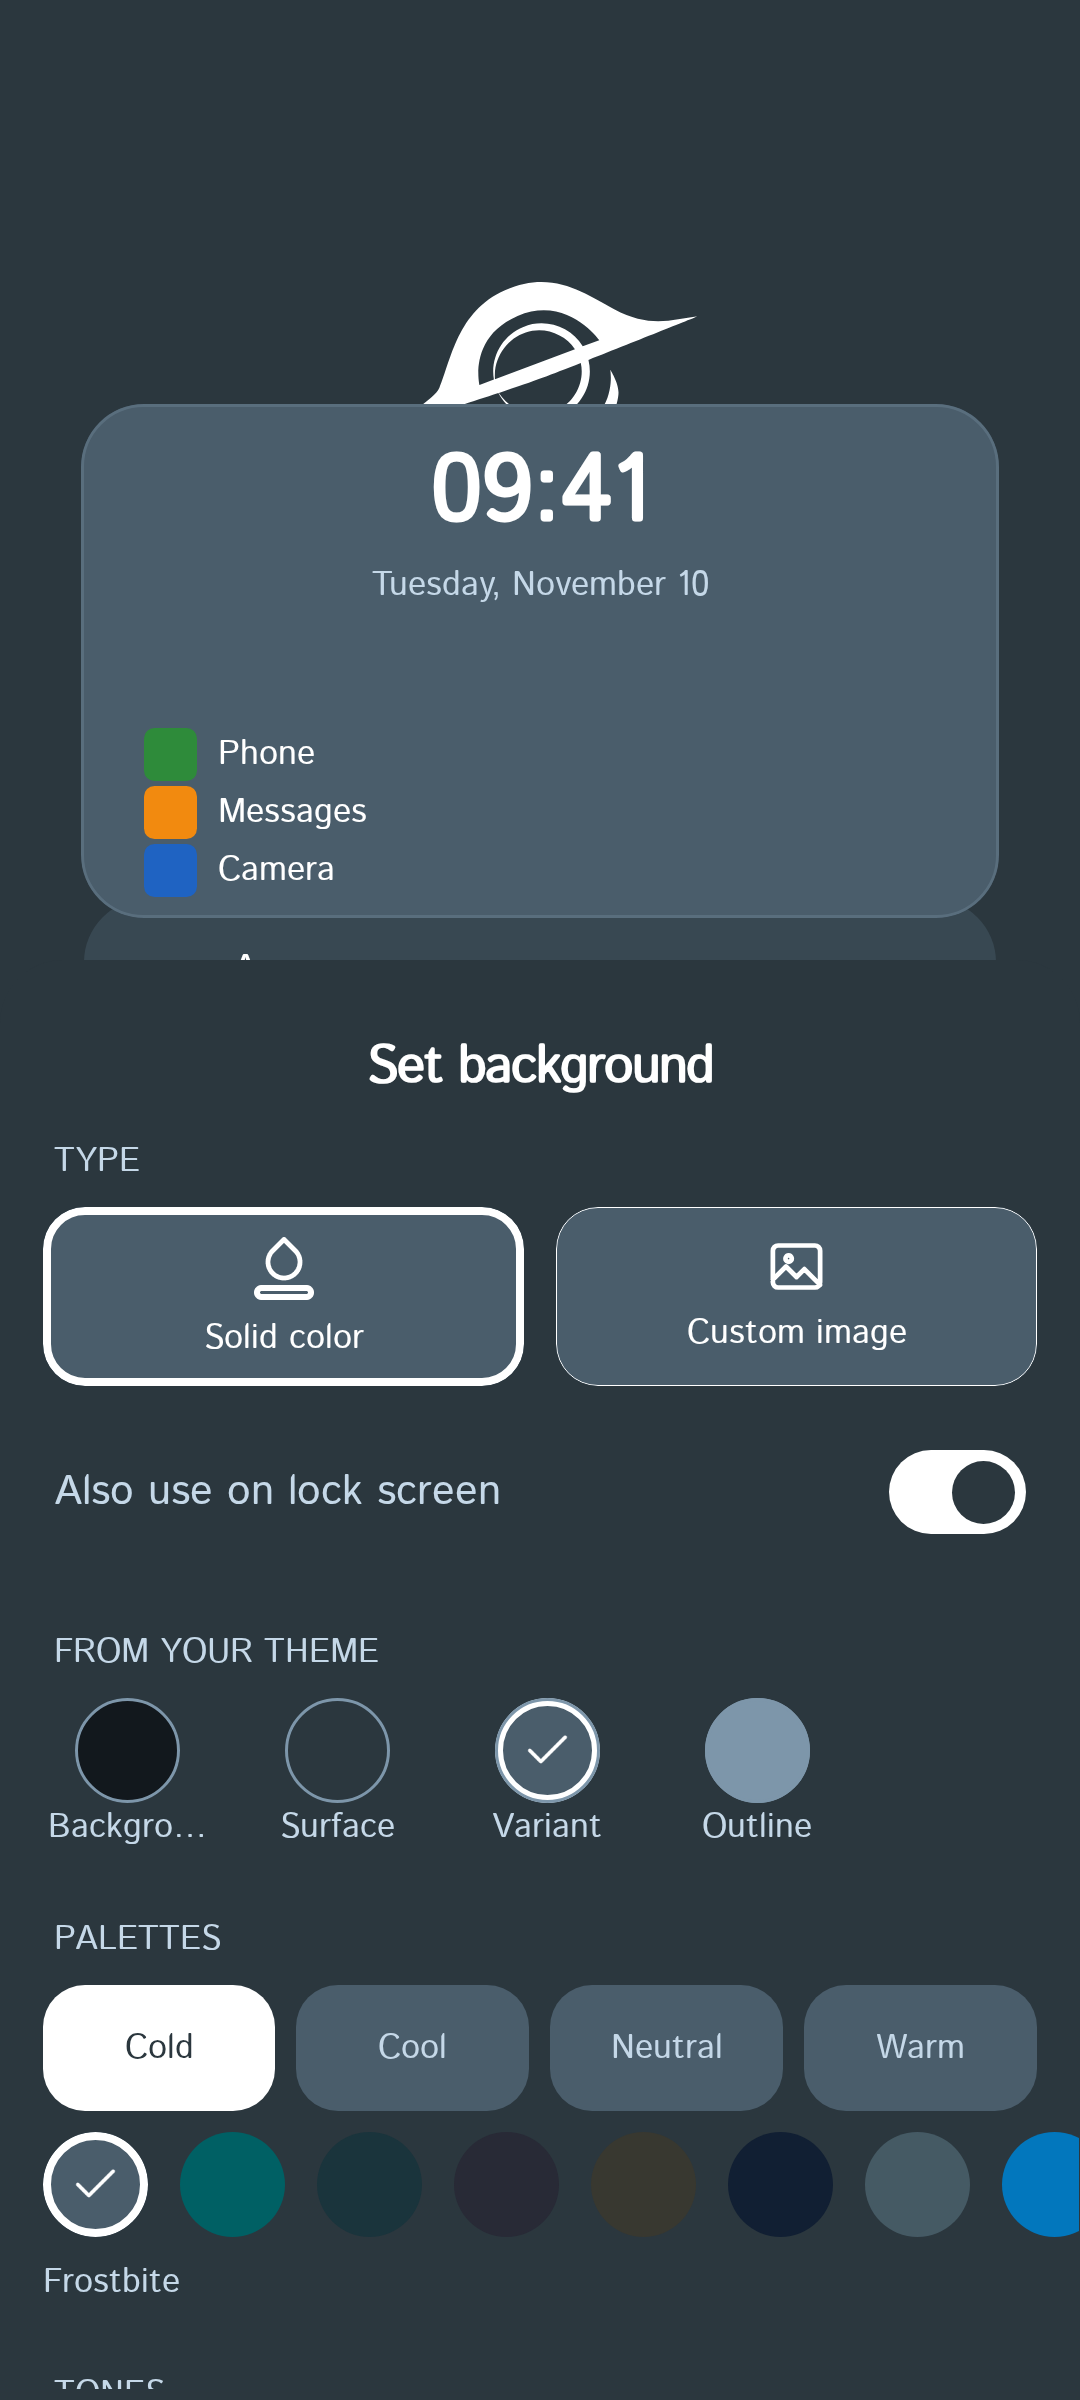 09:41
Tuesday, November 10
Phone
Messages
Camera
Set background
TYPE
Solid color
Custom image
Also use on lock screen
FROM YOUR THEME
Backgro...
Surface
Variant
Outline
PALETTES
Cold
Cool
Neutral
Warm
Frostbite
TONES